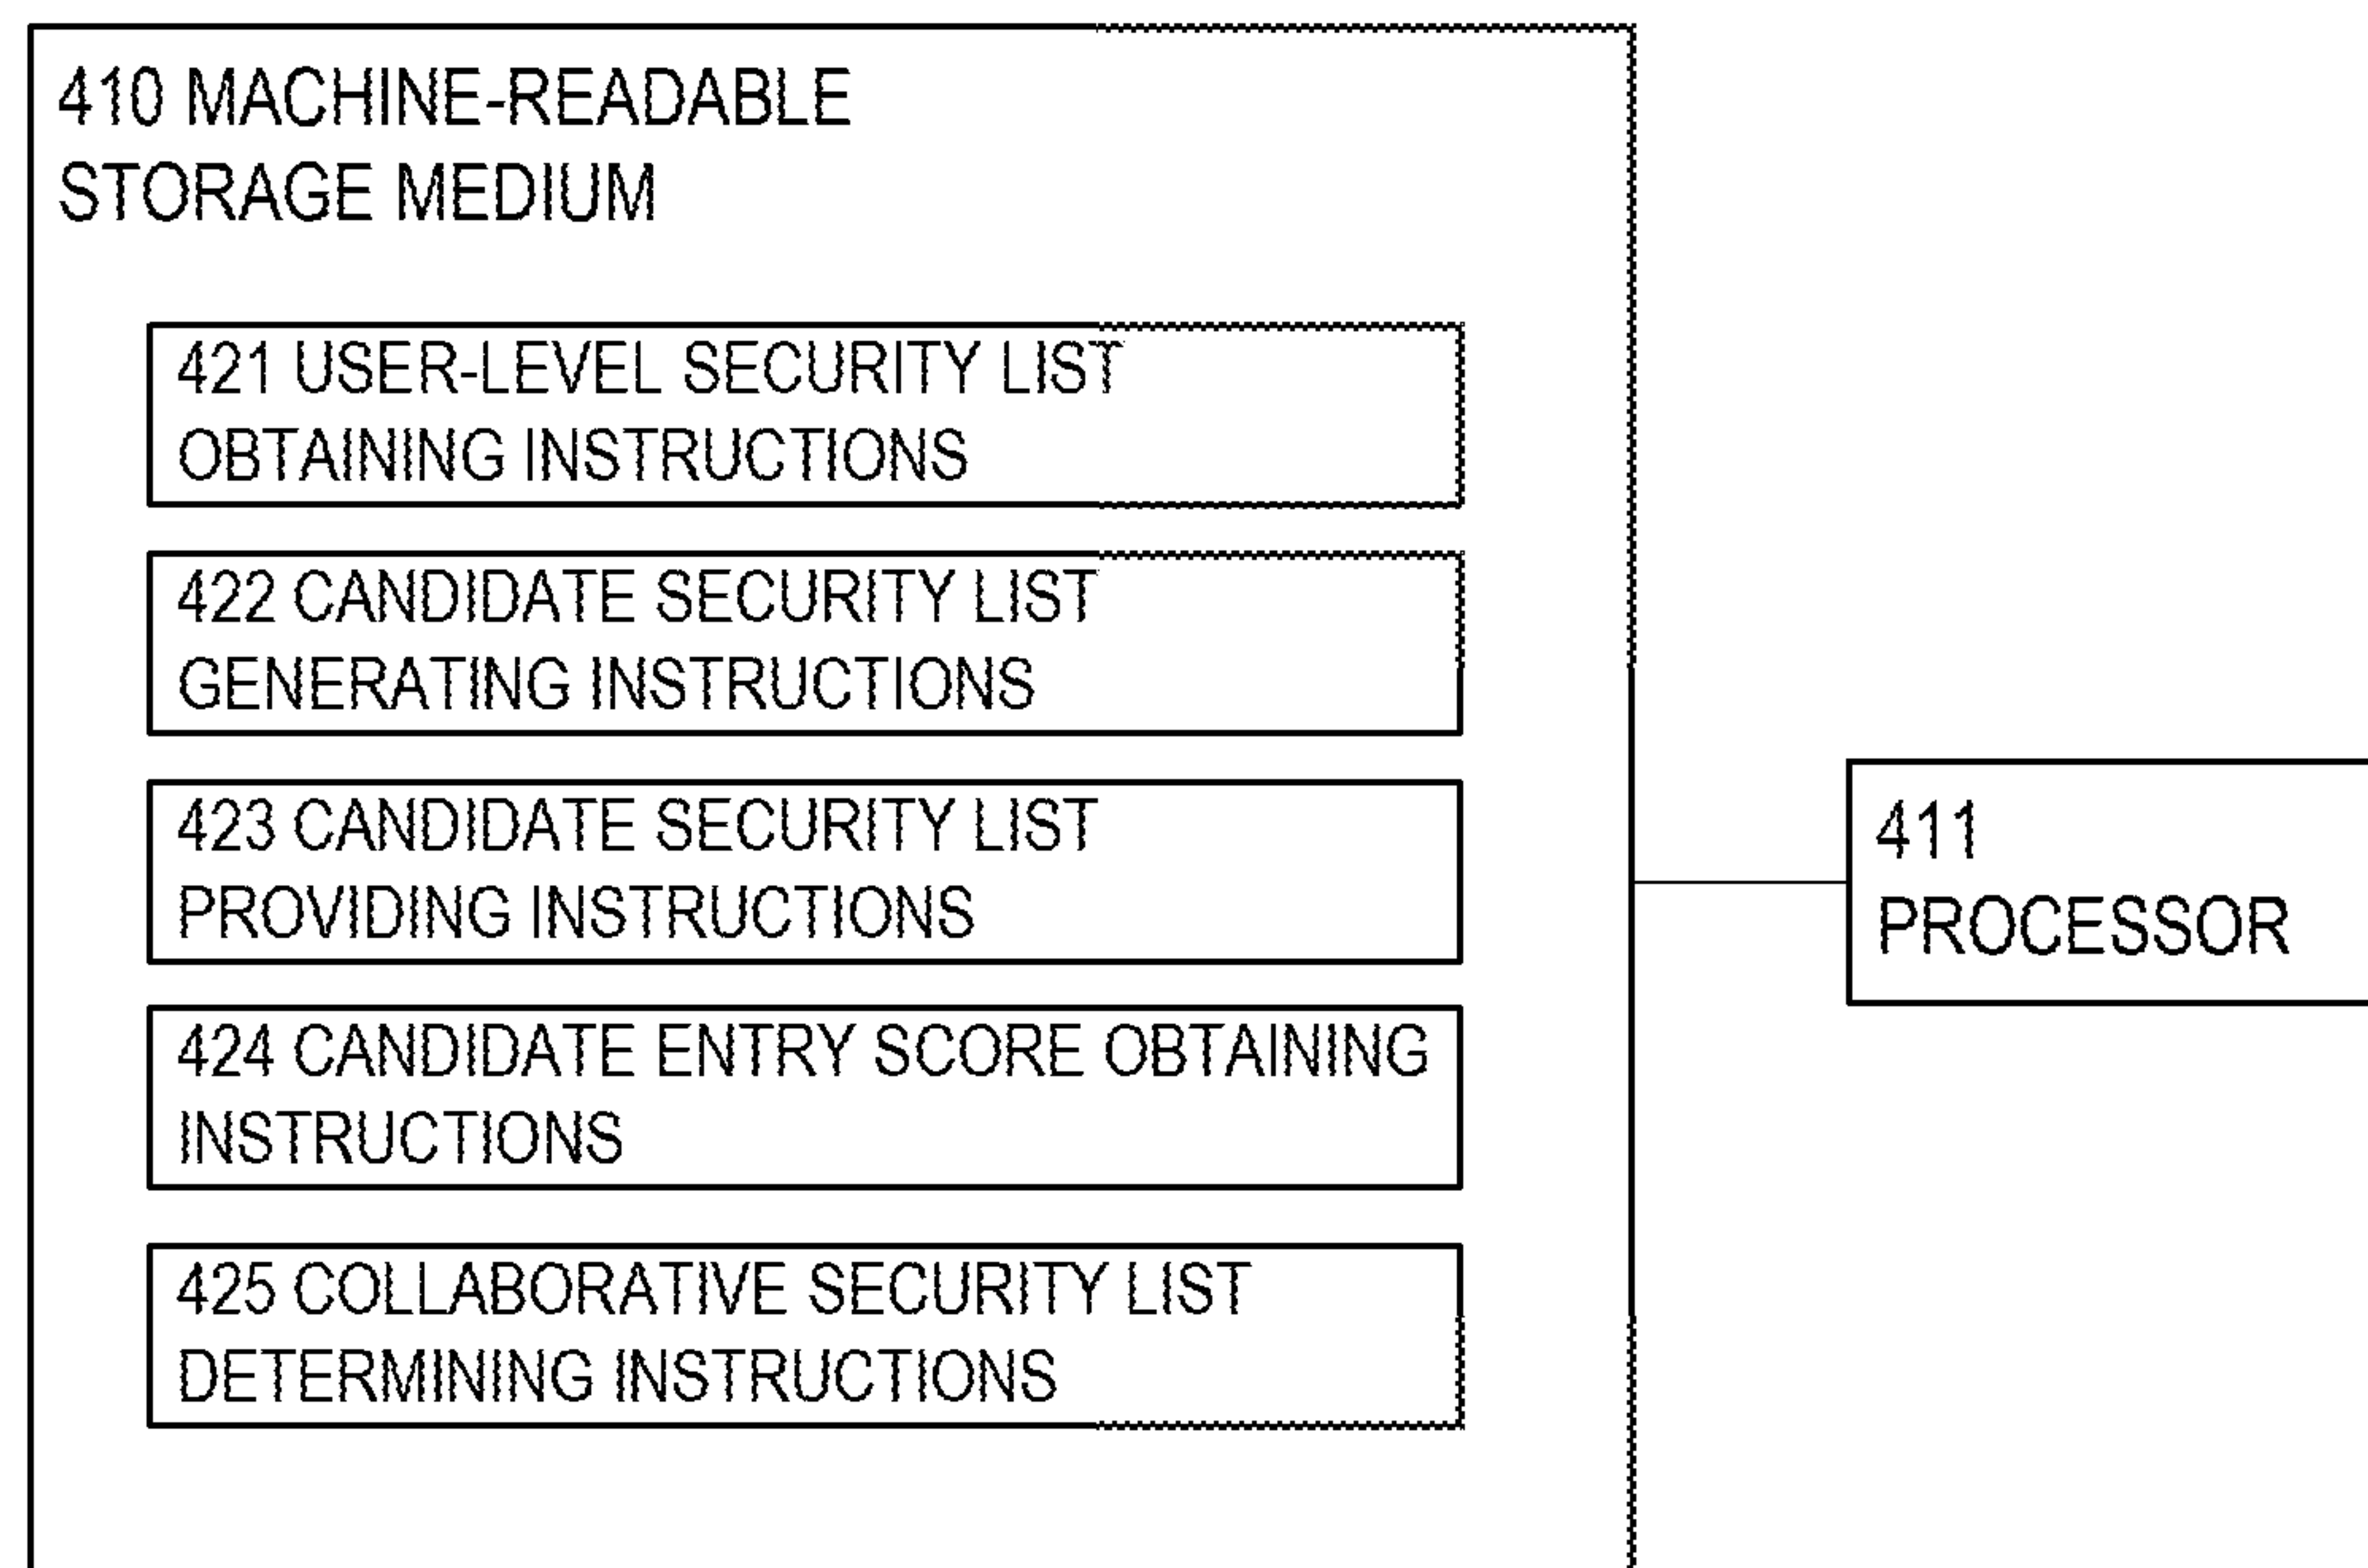 410 MACHINE-READABLE
STORAGE MEDIUM
421 USER-LEVEL SECURITY LIST
OBTAINING INSTRUCTIONS
422 CANDIDATE SECURITY LIST
GENERATING INSTRUCTIONS
423 CANDIDATE SECURITY LIST
PROVIDING INSTRUCTIONS
424 CANDIDATE ENTRY SCORE OBTAINING
INSTRUCTIONS
425 COLLABORATIVE SECURITY LIST
DETERMINING INSTRUCTIONS
411
PROCESSOR